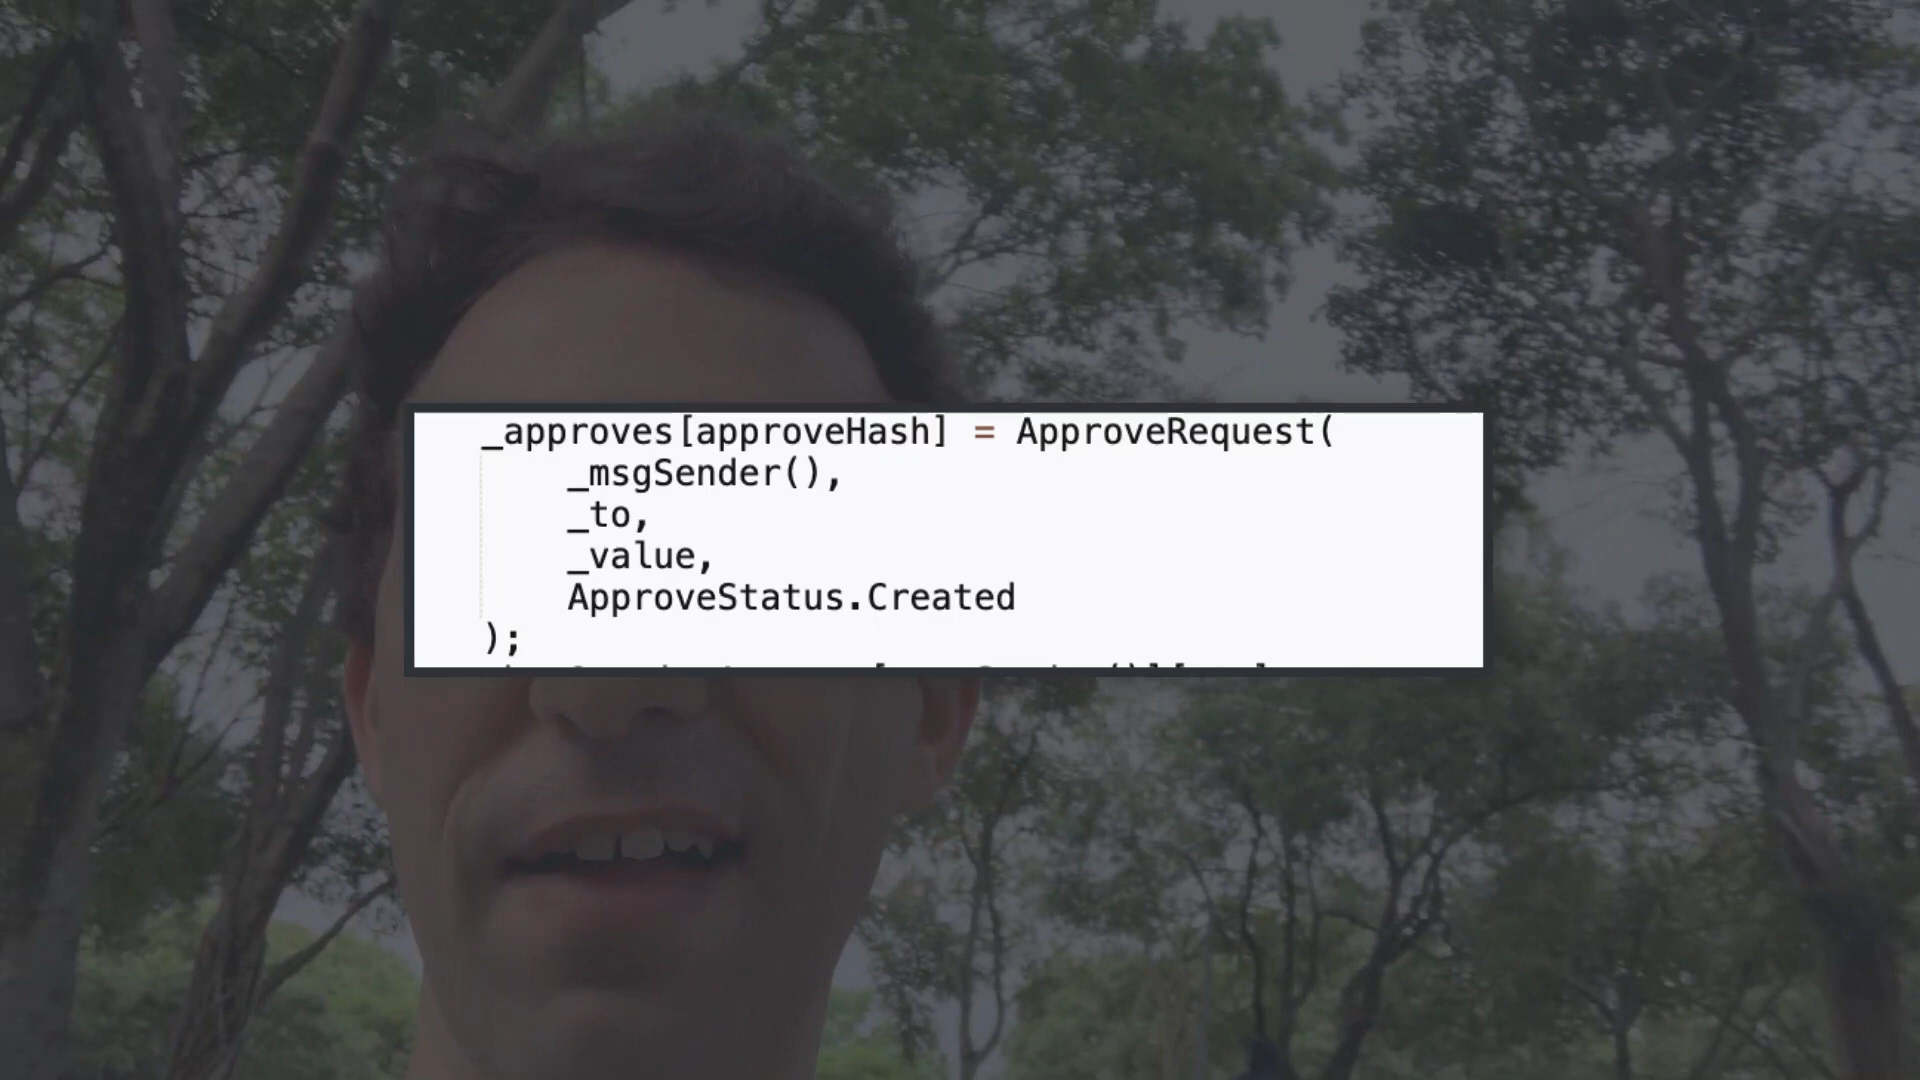 _approves[approveHash] = ApproveRequest(
_msgSender(),
_to,
_value,
ApproveStatus.Created
);